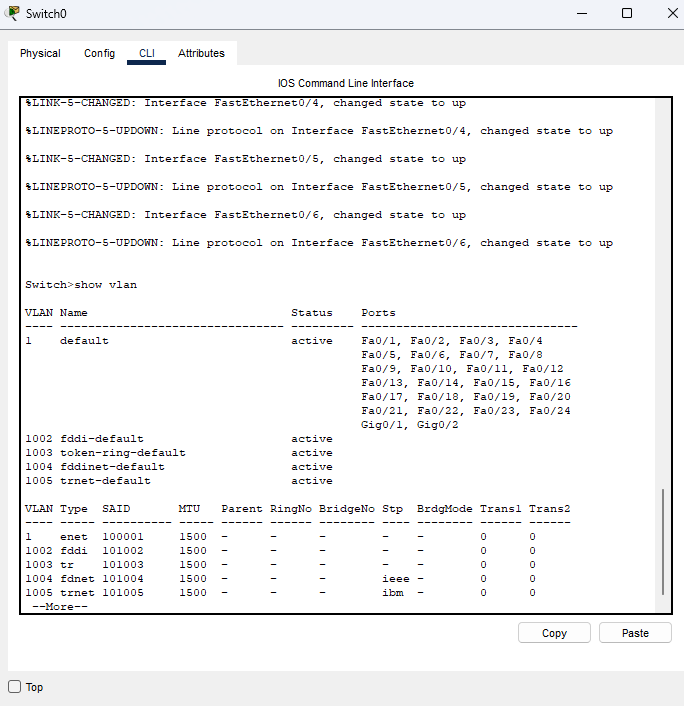 Switch0
Physical Config CLI Attributes
IOS Command Line Interface
%LINK-5-CHANGED: Interface FastEthernet0/4, changed state to up
%LINEPROTO-5-UPDOWN: Line protocol on Interface FastEthernet0/4, changed state to up
%LINK-5-CHANGED: Interface FastEthernet0/5, changed state to up
%LINEPROTO-5-UPDOWN: Line protocol on Interface FastEthernet0/5, changed state to up
%LINK-5-CHANGED: Interface FastEthernet0/6, changed state to up
%LINEPROTO-5-UPDOWN: Line protocol on Interface FastEthernet0/6, changed state to up
Switch>show vlan
VLAN Name                             Status    Ports
---- -------------------------------- --------- -------------------------------
1    default                          active    Fa0/1, Fa0/2, Fa0/3, Fa0/4
                                                Fa0/5, Fa0/6, Fa0/7, Fa0/8
                                                Fa0/9, Fa0/10, Fa0/11, Fa0/12
                                                Fa0/13, Fa0/14, Fa0/15, Fa0/16
                                                Fa0/17, Fa0/18, Fa0/19, Fa0/20
                                                Fa0/21, Fa0/22, Fa0/23, Fa0/24
                                                Gig0/1, Gig0/2
1002 fddi-default                     active
1003 token-ring-default               active
1004 fddinet-default                  active
1005 trnet-default                    active
VLAN Type  SAID       MTU   Parent RingNo BridgeNo Stp  BrdgMode Trans1 Trans2
---- ----- ---------- ----- ------ ------ -------- ---- -------- ------ ------
1    enet  100001     1500  -      -      -        -    -        0      0
1002 fddi  101002     1500  -      -      -        -    -        0      0
1003 tr    101003     1500  -      -      -        -    -        0      0
1004 fdnet 101004     1500  -      -      -        ieee -        0      0
1005 trnet 101005     1500  -      -      -        ibm  -        0      0
--More--
Copy Paste
Top